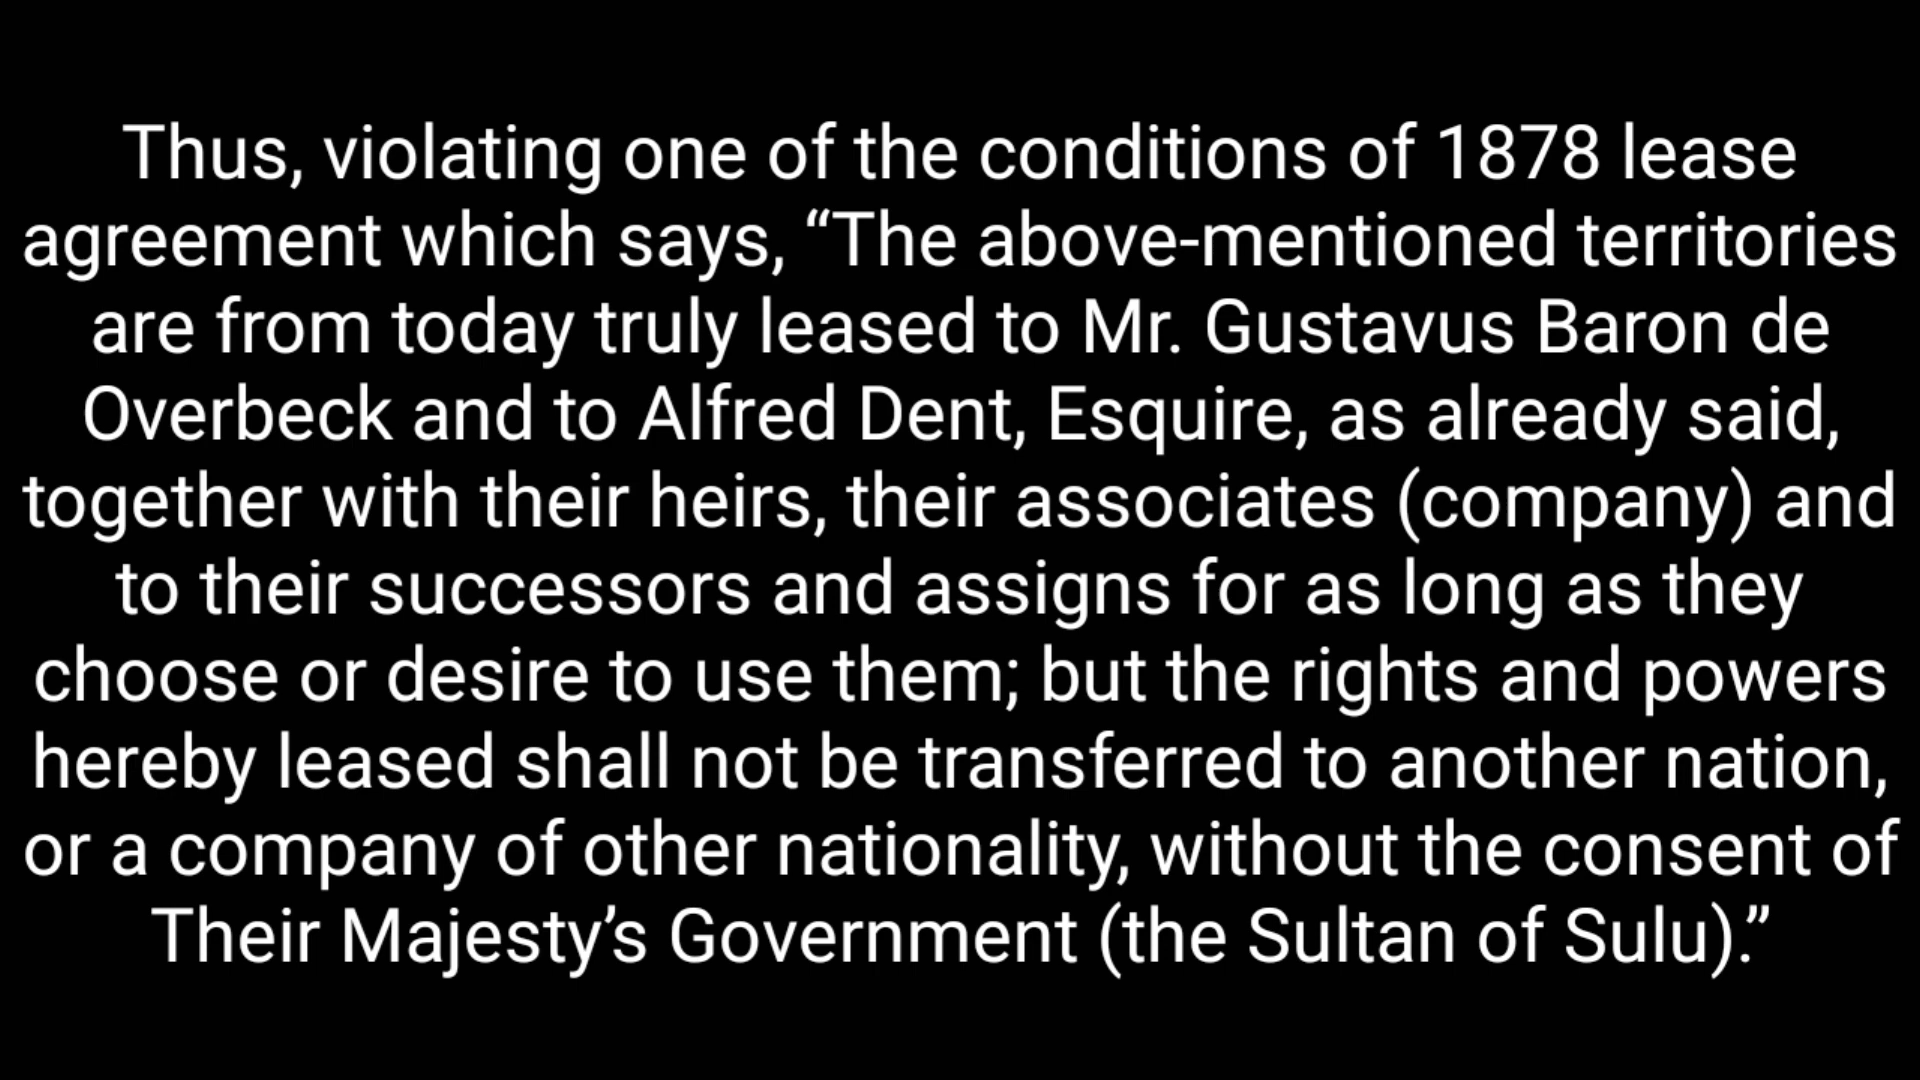 Thus, violating one of the conditions of 1878 lease
agreement which says, “The above-mentioned territories
are from today truly leased to Mr. Gustavus Baron de
Overbeck and to Alfred Dent, Esquire, as already said,
together with their heirs, their associates (company) and
to their successors and assigns for as long as they
choose or desire to use them; but the rights and powers
hereby leased shall not be transferred to another nation,
or a company of other nationality, without the consent of
Their Majesty’s Government (the Sultan of Sulu).”